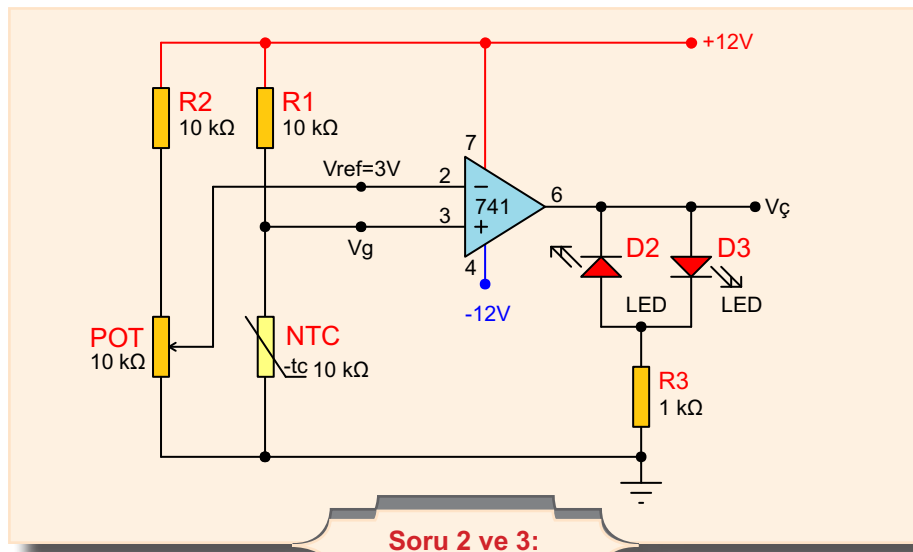 +12V
R2
10 kΩ
R1
10 kΩ
7
Vref=3V
2
−
741
6
Vç
3
+
Vg
4
-12V
D2
D3
LED
LED
POT
10 kΩ
NTC
-tc 10 kΩ
R3
1 kΩ
Soru 2 ve 3: